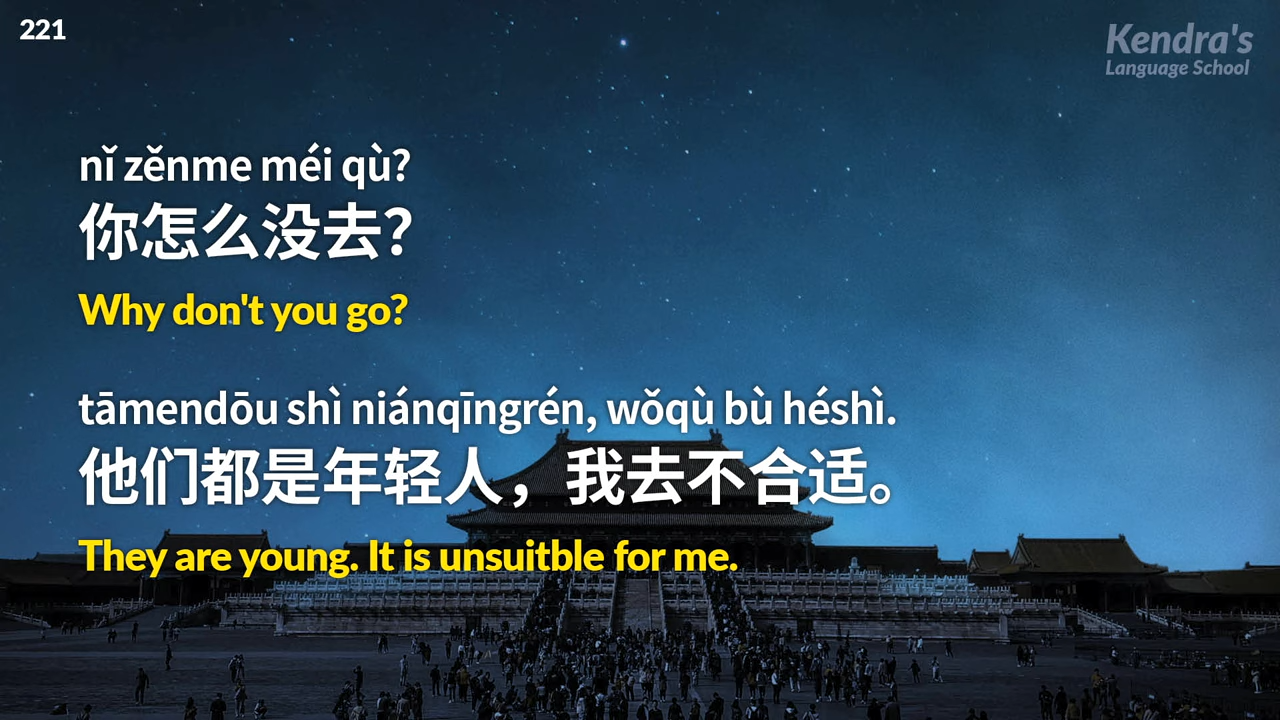 221
Kendra's
Language School
nǐ zěnme méi qù?
你怎么没去?
Why don't you go?
tāmendōu shì niánqīngrén, wǒqù bù héshì.
他们都是年轻人，我去不合适。
They are young. It is unsuitble for me.